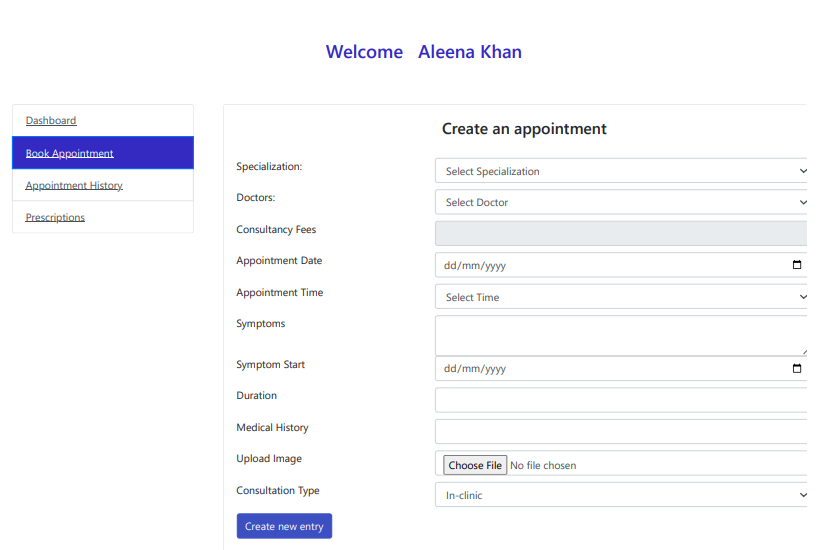 Welcome Aleena Khan
Dashboard
Book Appointment
Appointment History
Prescriptions
Create an appointment
Specialization: Select Specialization
Doctors: Select Doctor
Consultancy Fees
Appointment Date dd/mm/yyyy
Appointment Time Select Time
Symptoms
Symptom Start dd/mm/yyyy
Duration
Medical History
Upload Image Choose File No file chosen
Consultation Type In-clinic
Create new entry